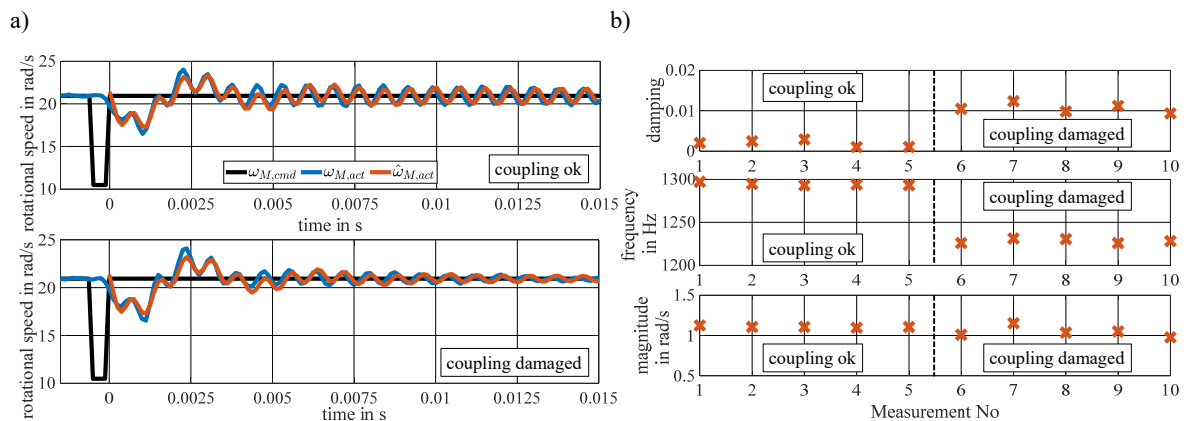 a)
rotational speed in rad/s
25
20
15
10
ω_{M,cmd} ω_{M,act} ω̂_{M,act}
coupling ok
0 0.0025 0.005 0.0075 0.01 0.0125 0.015
time in s
rotational speed in rad/s
25
20
15
10
coupling damaged
0 0.0025 0.005 0.0075 0.01 0.0125 0.015
time in s
b)
damping
0.02
0.01
0
coupling ok
coupling damaged
1 2 3 4 5 6 7 8 9 10
frequency
in Hz
1300
1250
1200
coupling damaged
coupling ok
1 2 3 4 5 6 7 8 9 10
magnitude
in rad/s
1.5
1
0.5
coupling ok
coupling damaged
1 2 3 4 5 6 7 8 9 10
Measurement No